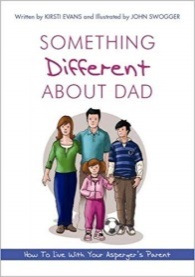 Written by KIRSTI EVANS and Illustrated by JOHN SWOGGER
SOMETHING
Different
ABOUT DAD
How To Live With Your Asperger's Parent